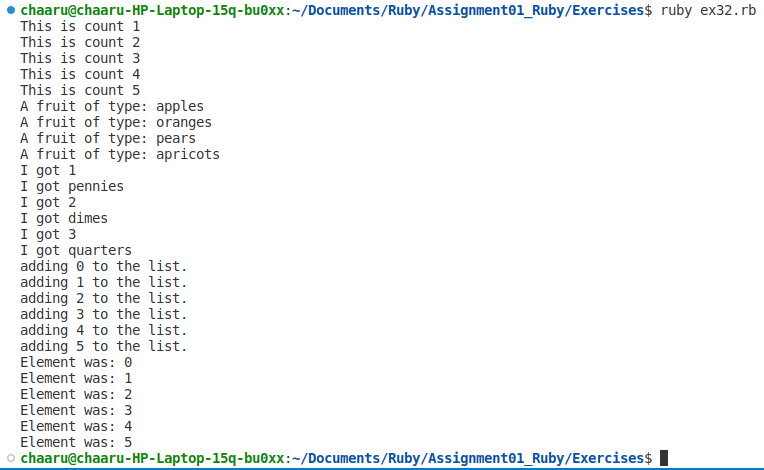 chaaru@chaaru-HP-Laptop-15q-bu0xx:~/Documents/Ruby/Assignment01_Ruby/Exercises$ ruby ex32.rb
This is count 1
This is count 2
This is count 3
This is count 4
This is count 5
A fruit of type: apples
A fruit of type: oranges
A fruit of type: pears
A fruit of type: apricots
I got 1
I got pennies
I got 2
I got dimes
I got 3
I got quarters
adding 0 to the list.
adding 1 to the list.
adding 2 to the list.
adding 3 to the list.
adding 4 to the list.
adding 5 to the list.
Element was: 0
Element was: 1
Element was: 2
Element was: 3
Element was: 4
Element was: 5
chaaru@chaaru-HP-Laptop-15q-bu0xx:~/Documents/Ruby/Assignment01_Ruby/Exercises$